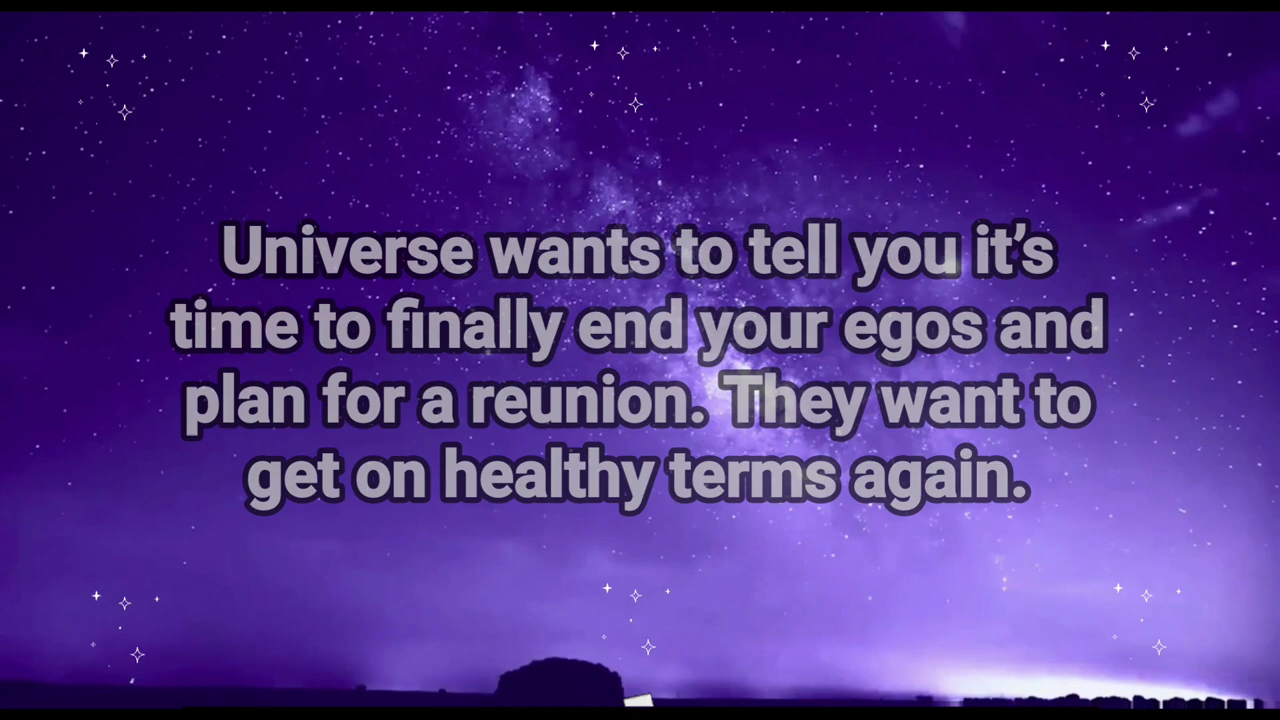 Universe wants to tell you it’s
time to finally end your egos and
plan for a reunion. They want to
get on healthy terms again.